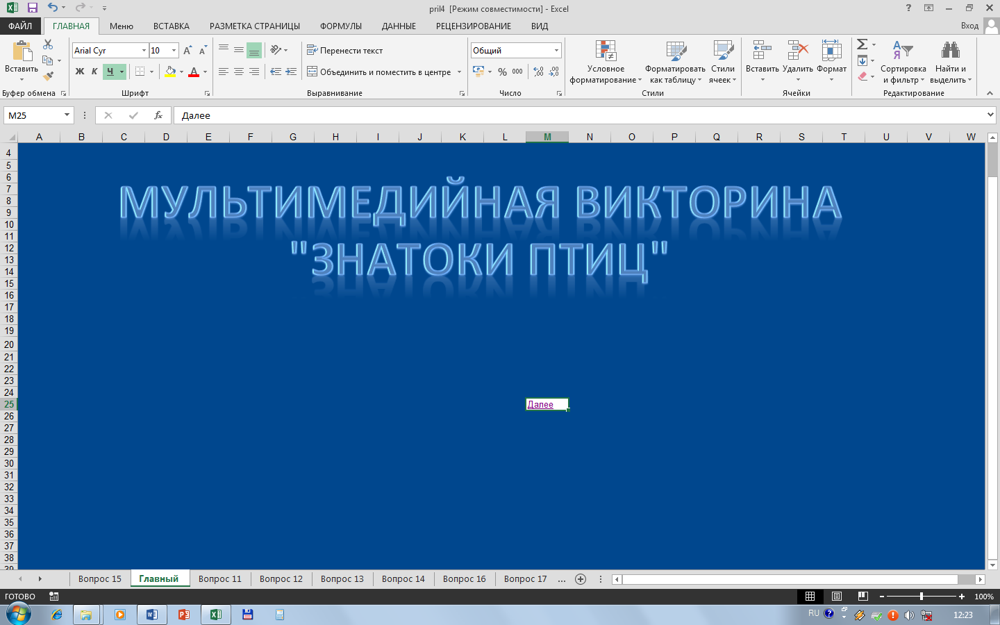 pril4 [Режим совместимости] - Excel
ФАЙЛ ГЛАВНАЯ Меню ВСТАВКА РАЗМЕТКА СТРАНИЦЫ ФОРМУЛЫ ДАННЫЕ РЕЦЕНЗИРОВАНИЕ ВИД Вход
Вставить
Буфер обмена
Arial Cyr 10
Ж К Ч
Шрифт
Перенести текст
Объединить и поместить в центре
Выравнивание
Общий
% 000
Число
Условное форматирование
Форматировать как таблицу
Стили ячеек
Стили
Вставить Удалить Формат
Ячейки
Сортировка и фильтр
Найти и выделить
Редактирование
M25 fx Далее
A B C D E F G H I J K L M N O P Q R S T U V W
4
5
6
7
8
9
10
11
12
13
14
15
16
17
18
19
20
21
22
23
24
25
26
27
28
29
30
31
32
33
34
35
36
37
38
39
МУЛЬТИМЕДИЙНАЯ ВИКТОРИНА
"ЗНАТОКИ ПТИЦ"
Далее
Вопрос 15 Главный Вопрос 11 Вопрос 12 Вопрос 13 Вопрос 14 Вопрос 16 Вопрос 17 ...
ГОТОВО 100%
RU 12:23